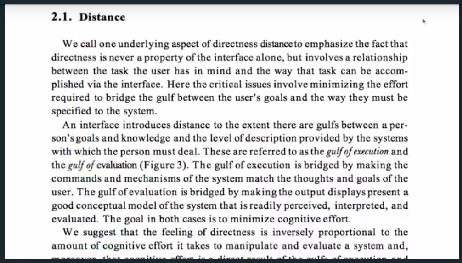 2.1. Distance
We call one underlying aspect of directness distance to emphasize the fact that
directness is never a property of the interface alone, but involves a relationship
between the task the user has in mind and the way that task can be accom-
plished via the interface. Here the critical issues involve minimizing the effort
required to bridge the gulf between the user's goals and the way they must be
specified to the system.
An interface introduces distance to the extent there are gulfs between a per-
son's goals and knowledge and the level of description provided by the systems
with which the person must deal. These are referred to as the gulf of execution and
the gulf of evaluation (Figure 3). The gulf of execution is bridged by making the
commands and mechanisms of the system match the thoughts and goals of the
user. The gulf of evaluation is bridged by making the output displays present a
good conceptual model of the system that is readily perceived, interpreted, and
evaluated. The goal in both cases is to minimize cognitive effort.
We suggest that the feeling of directness is inversely proportional to the
amount of cognitive effort it takes to manipulate and evaluate a system and,